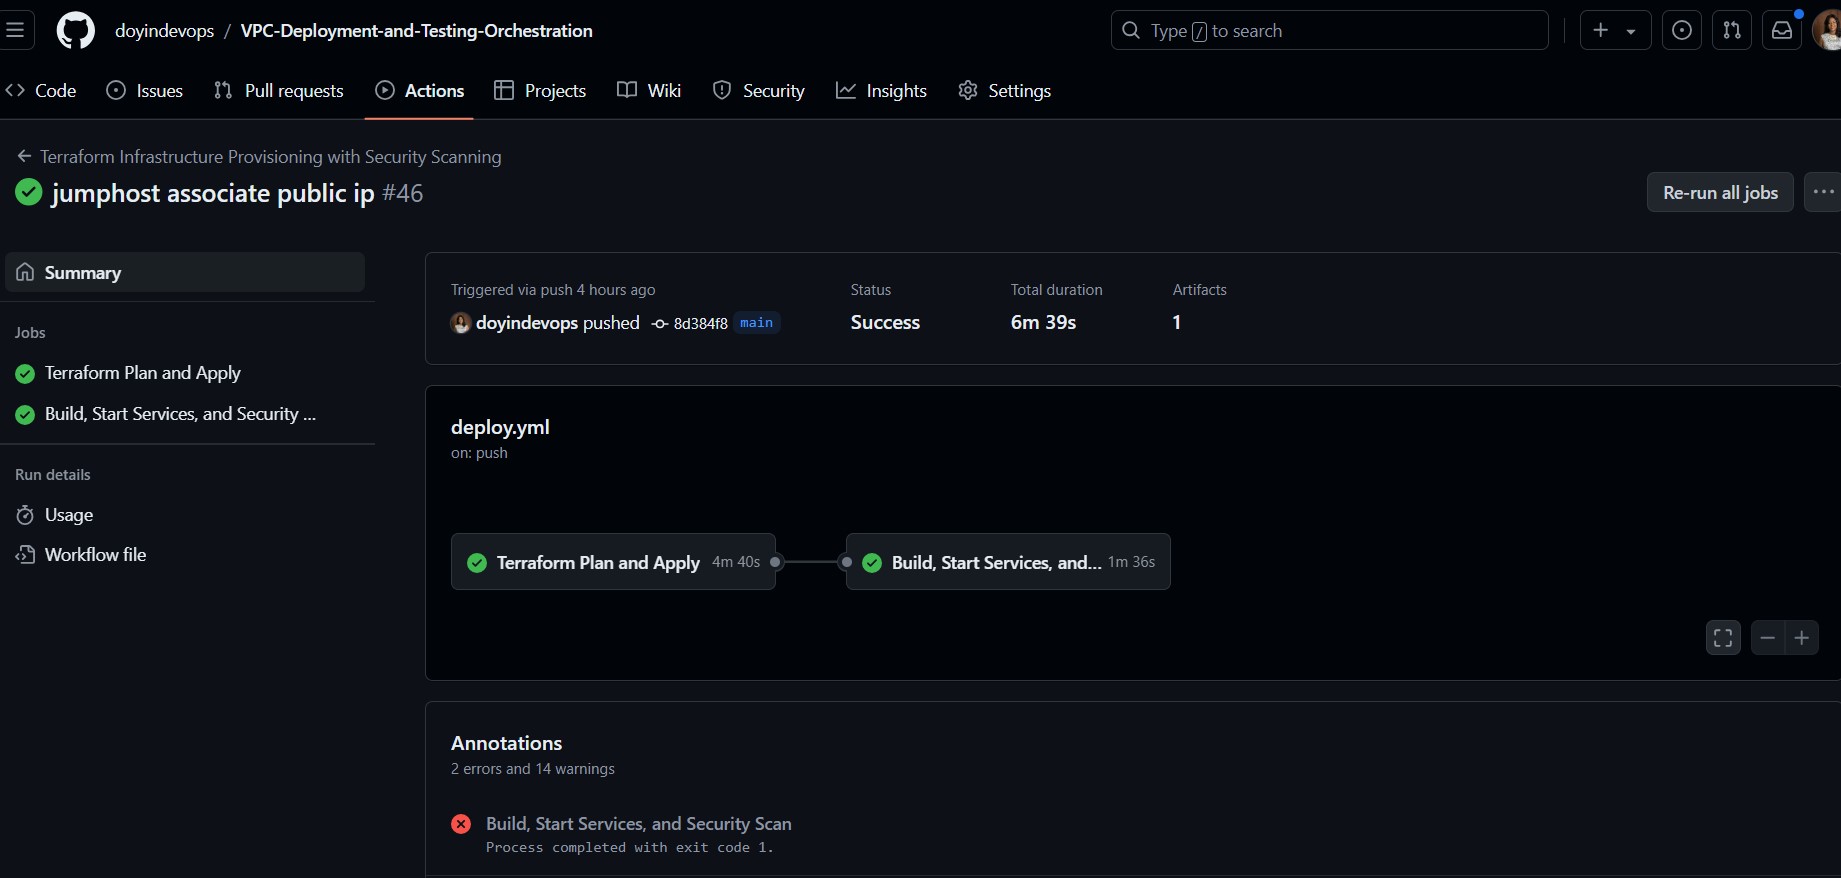 doyindevops / VPC-Deployment-and-Testing-Orchestration
Type / to search
Code Issues Pull requests Actions Projects Wiki Security Insights Settings
Terraform Infrastructure Provisioning with Security Scanning
jumphost associate public ip #46
Re-run all jobs
Summary
Jobs
Terraform Plan and Apply
Build, Start Services, and Security ...
Run details
Usage
Workflow file
Triggered via push 4 hours ago
doyindevops pushed 8d384f8 main
Status
Success
Total duration
6m 39s
Artifacts
1
deploy.yml
on: push
Terraform Plan and Apply 4m 40s
Build, Start Services, and... 1m 36s
Annotations
2 errors and 14 warnings
Build, Start Services, and Security Scan
Process completed with exit code 1.